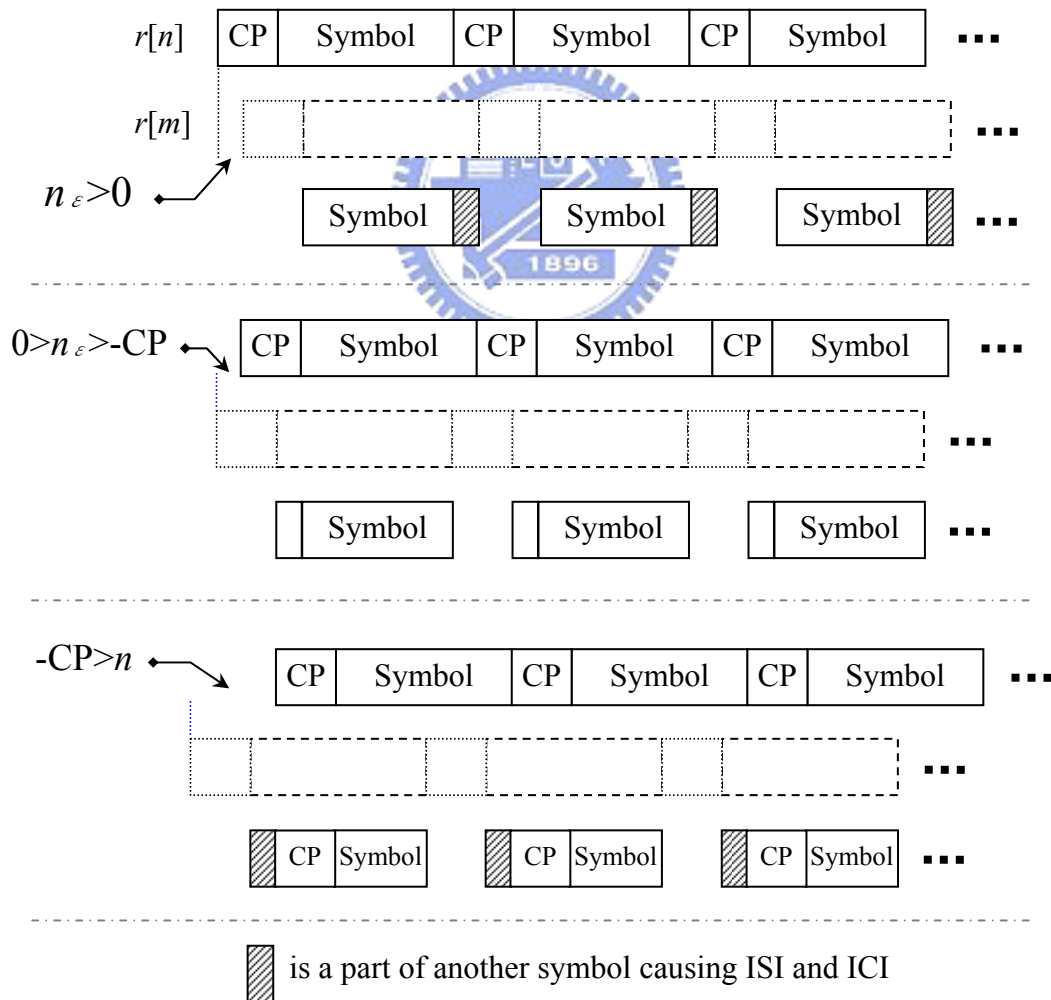 r[n] CP Symbol CP Symbol CP Symbol ...
r[m] ...
n ε>0
Symbol Symbol Symbol ...
1896
0>n ε>-CP CP Symbol CP Symbol CP Symbol ...
...
Symbol Symbol Symbol ...
-CP>n CP Symbol CP Symbol CP Symbol ...
...
CP Symbol CP Symbol CP Symbol ...
is a part of another symbol causing ISI and ICI